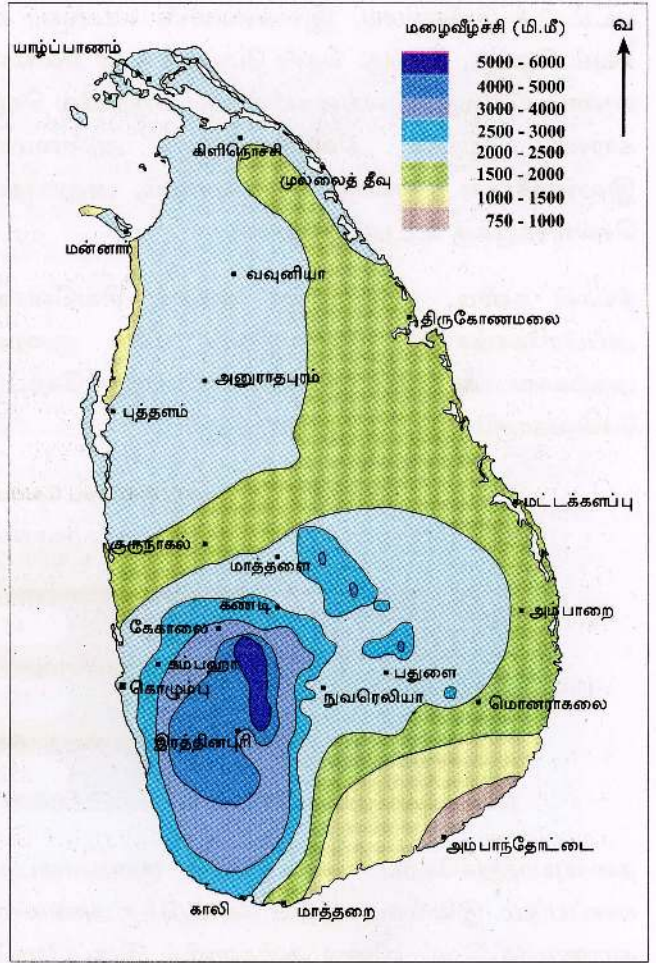 மழைவீழ்ச்சி (மி.மீ)
வ
5000 - 6000
4000 - 5000
3000 - 4000
2500 - 3000
2000 - 2500
1500 - 2000
1000 - 1500
750 - 1000
யாழ்ப்பாணம்
கிளிநொச்சி
முல்லைத் தீவு
மன்னார்
வவுனியா
திருகோணமலை
அனுராதபுரம்
புத்தளம்
மட்டக்களப்பு
குருநாகல்
மாத்தளை
கண்டி
அம்பாறை
கேகாலை
கம்பஹா
பதுளை
கொழும்பு
நுவரெலியா
மொனராகலை
இரத்தினபுரி
அம்பாந்தோட்டை
காலி
மாத்தறை